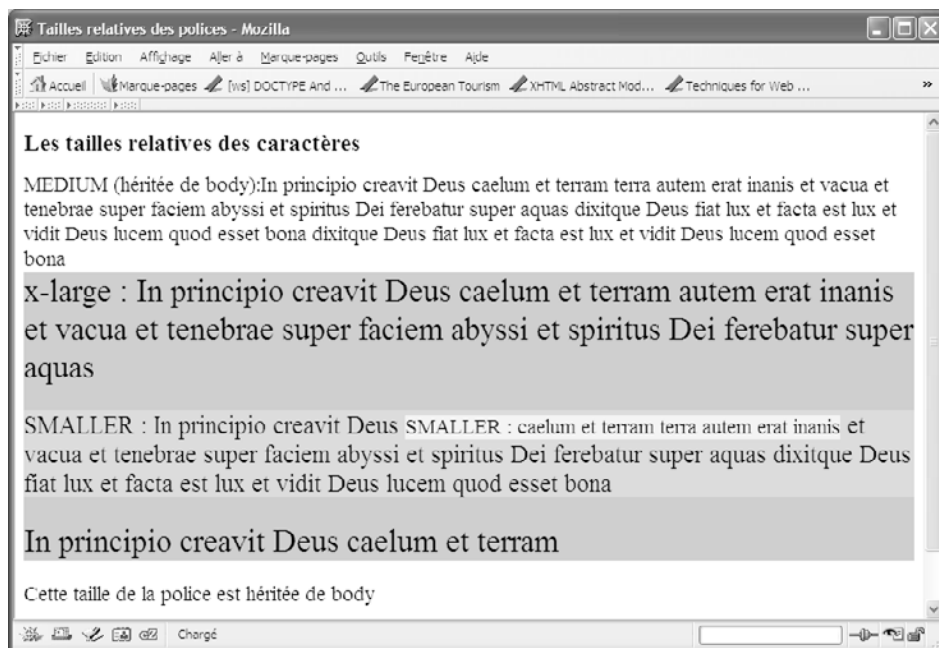 Tailles relatives des polices - Mozilla
Fichier Edition Affichage Aller à Marque-pages Outils Fenêtre Aide
Accueil Marque-pages [ws] DOCTYPE And ... The European Tourism XHTML Abstract Mod... Techniques for Web ... »
Les tailles relatives des caractères
MEDIUM (héritée de body):In principio creavit Deus caelum et terram terra autem erat inanis et vacua et
tenebrae super faciem abyssi et spiritus Dei ferebatur super aquas dixitque Deus fiat lux et facta est lux et
vidit Deus lucem quod esset bona dixitque Deus fiat lux et facta est lux et vidit Deus lucem quod esset
bona
x-large : In principio creavit Deus caelum et terram autem erat inanis
et vacua et tenebrae super faciem abyssi et spiritus Dei ferebatur super
aquas
SMALLER : In principio creavit Deus SMALLER : caelum et terram terra autem erat inanis et
vacua et tenebrae super faciem abyssi et spiritus Dei ferebatur super aquas dixitque Deus
fiat lux et facta est lux et vidit Deus lucem quod esset bona
In principio creavit Deus caelum et terram
Cette taille de la police est héritée de body
Chargé